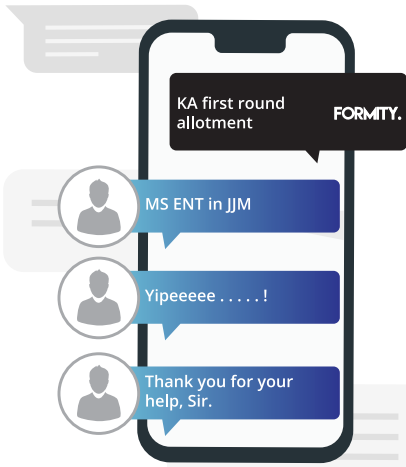 KA first round
allotment
FORMITY.
MS ENT in JJM
Yipeeeee . . . . . !
Thank you for your
help, Sir.